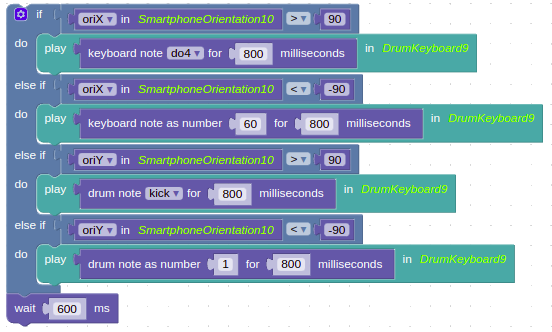 if oriX in SmartphoneOrientation10 > 90
do play keyboard note do4 for 800 milliseconds in DrumKeyboard9
else if oriX in SmartphoneOrientation10 < -90
do play keyboard note as number 60 for 800 milliseconds in DrumKeyboard9
else if oriY in SmartphoneOrientation10 > 90
do play drum note kick for 800 milliseconds in DrumKeyboard9
else if oriY in SmartphoneOrientation10 < -90
do play drum note as number 1 for 800 milliseconds in DrumKeyboard9
wait 600 ms